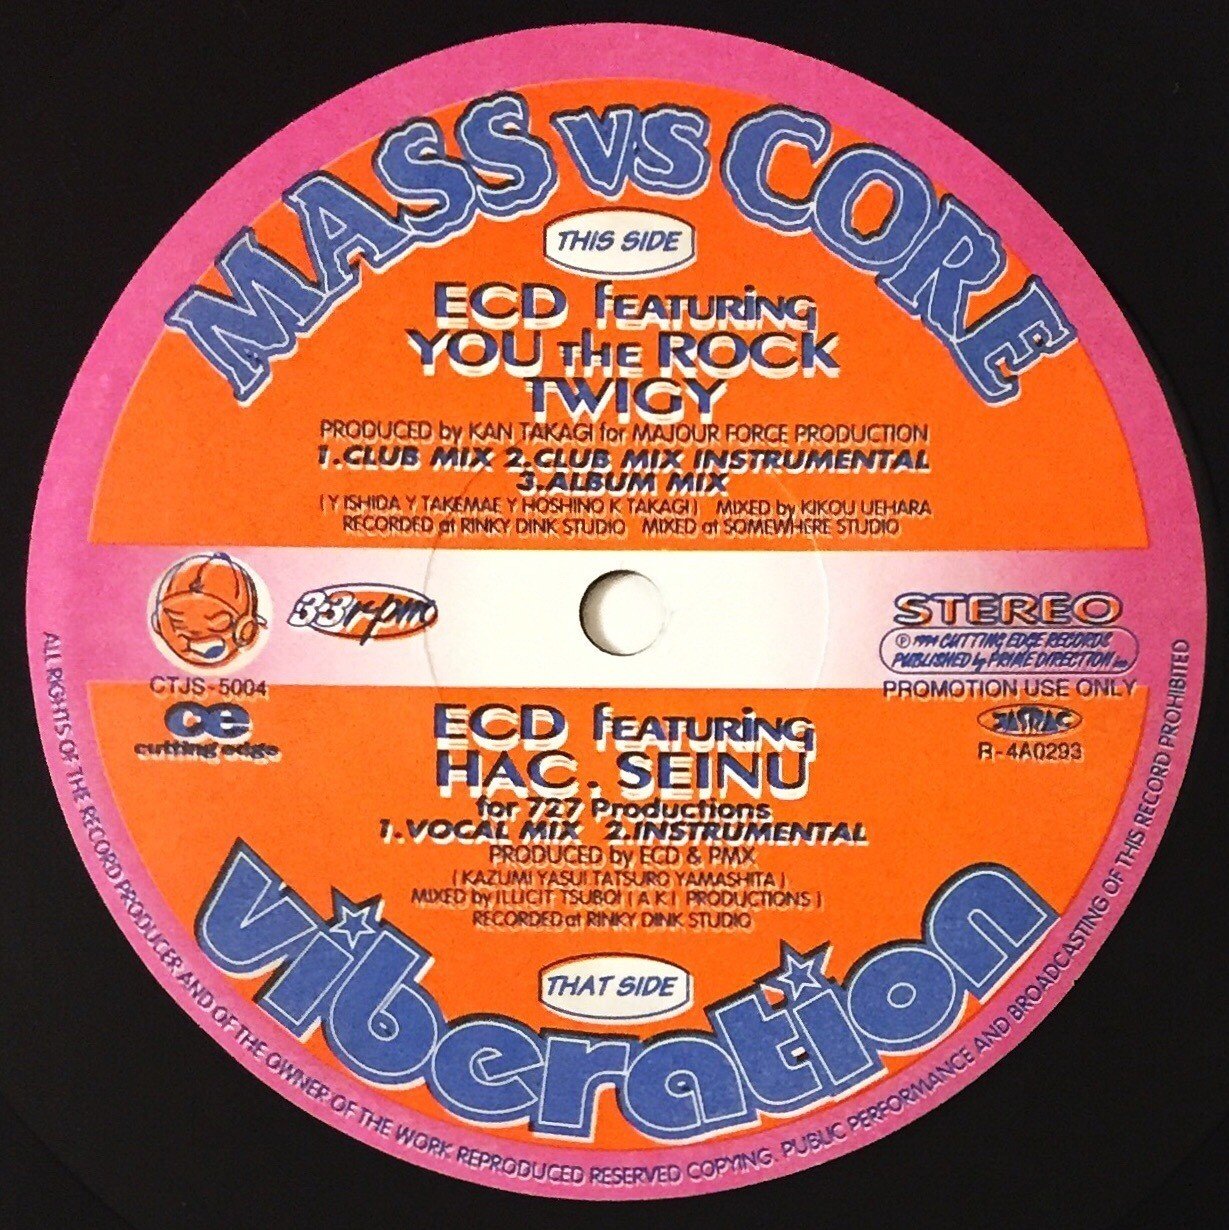 MASS VS CORE
THIS SIDE
ECD fEATURing
YOU THE ROCK
TWIGY
PRODUCED by KAN TAKAGI for MAJOUR FORCE PRODUCTION
1.CLUB MIX 2.CLUB MIX INSTRUMENTAL
3.ALBUM MIX
(Y ISHIDA Y TAKEMAE Y HOSHINO K TAKAGI) MIXED by KIKOU UEHARA
RECORDED at RINKY DINK STUDIO MIXED at SOMEWHERE STUDIO
33rpm
STEREO
℗ 1994 CUTTING EDGE RECORDS
PUBLISHED by PRIME DIRECTION inc
CTJS-5004
PROMOTION USE ONLY
ce
cutting edge
JASRAC
R-4A0293
ECD fEATURing
HAC, SEINU
for 727 Productions
1.VOCAL MIX 2.INSTRUMENTAL
PRODUCED by ECD & PMX
(KAZUMI YASUI TATSURO YAMASHITA)
MIXED by ILLICIT TSUBOI (A K I PRODUCTIONS)
RECORDED at RINKY DINK STUDIO
THAT SIDE
Viberation
ALL RIGHTS OF THE RECORD PRODUCER AND OF THE OWNER OF THE WORK REPRODUCED RESERVED COPYING. PUBLIC PERFORMANCE AND BROADCASTING OF THIS RECORD PROHIBITED